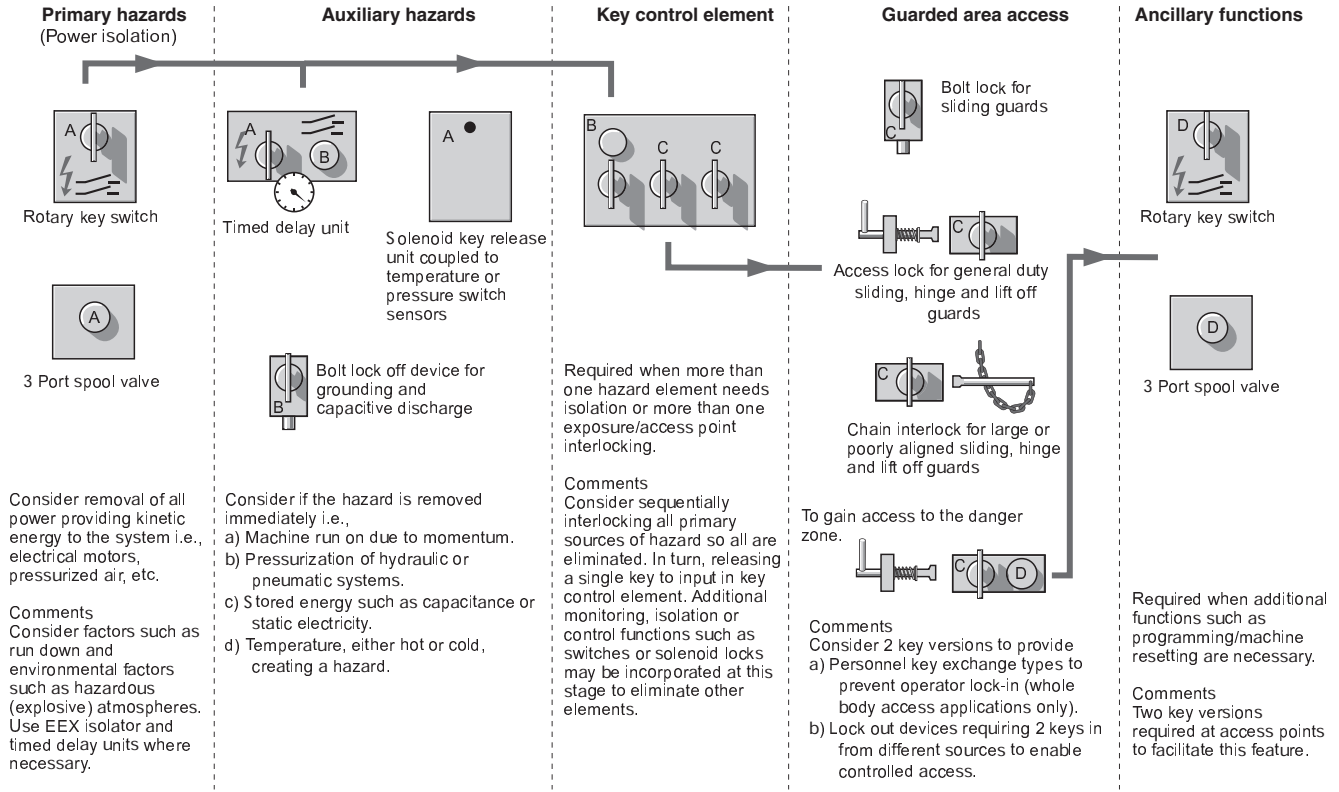 Primary hazards
(Power isolation)
A
Rotary key switch
A
3 Port spool valve
Consider removal of all
power providing kinetic
energy to the system i.e.,
electrical motors,
pressurized air, etc.
Comments
Consider factors such as
run down and
environmental factors
such as hazardous
(explosive) atmospheres.
Use EEX isolator and
timed delay units where
necessary.
Auxiliary hazards
A
B
Timed delay unit
A
Solenoid key release
unit coupled to
temperature or
pressure switch
sensors
B
Bolt lock off device for
grounding and
capacitive discharge
Consider if the hazard is removed
immediately i.e.,
a) Machine run on due to momentum.
b) Pressurization of hydraulic or
pneumatic systems.
c) Stored energy such as capacitance or
static electricity.
d) Temperature, either hot or cold,
creating a hazard.
Key control element
B
C C
Required when more than
one hazard element needs
isolation or more than one
exposure/access point
interlocking.
Comments
Consider sequentially
interlocking all primary
sources of hazard so all are
eliminated. In turn, releasing
a single key to input in key
control element. Additional
monitoring, isolation or
control functions such as
switches or solenoid locks
may be incorporated at this
stage to eliminate other
elements.
Guarded area access
C
Bolt lock for
sliding guards
C
Access lock for general duty
sliding, hinge and lift off
guards
C
Chain interlock for large or
poorly aligned sliding, hinge
and lift off guards
To gain access to the danger
zone.
C D
Comments
Consider 2 key versions to provide
a) Personnel key exchange types to
prevent operator lock-in (whole
body access applications only).
b) Lock out devices requiring 2 keys in
from different sources to enable
controlled access.
Ancillary functions
D
Rotary key switch
D
3 Port spool valve
Required when additional
functions such as
programming/machine
resetting are necessary.
Comments
Two key versions
required at access points
to facilitate this feature.